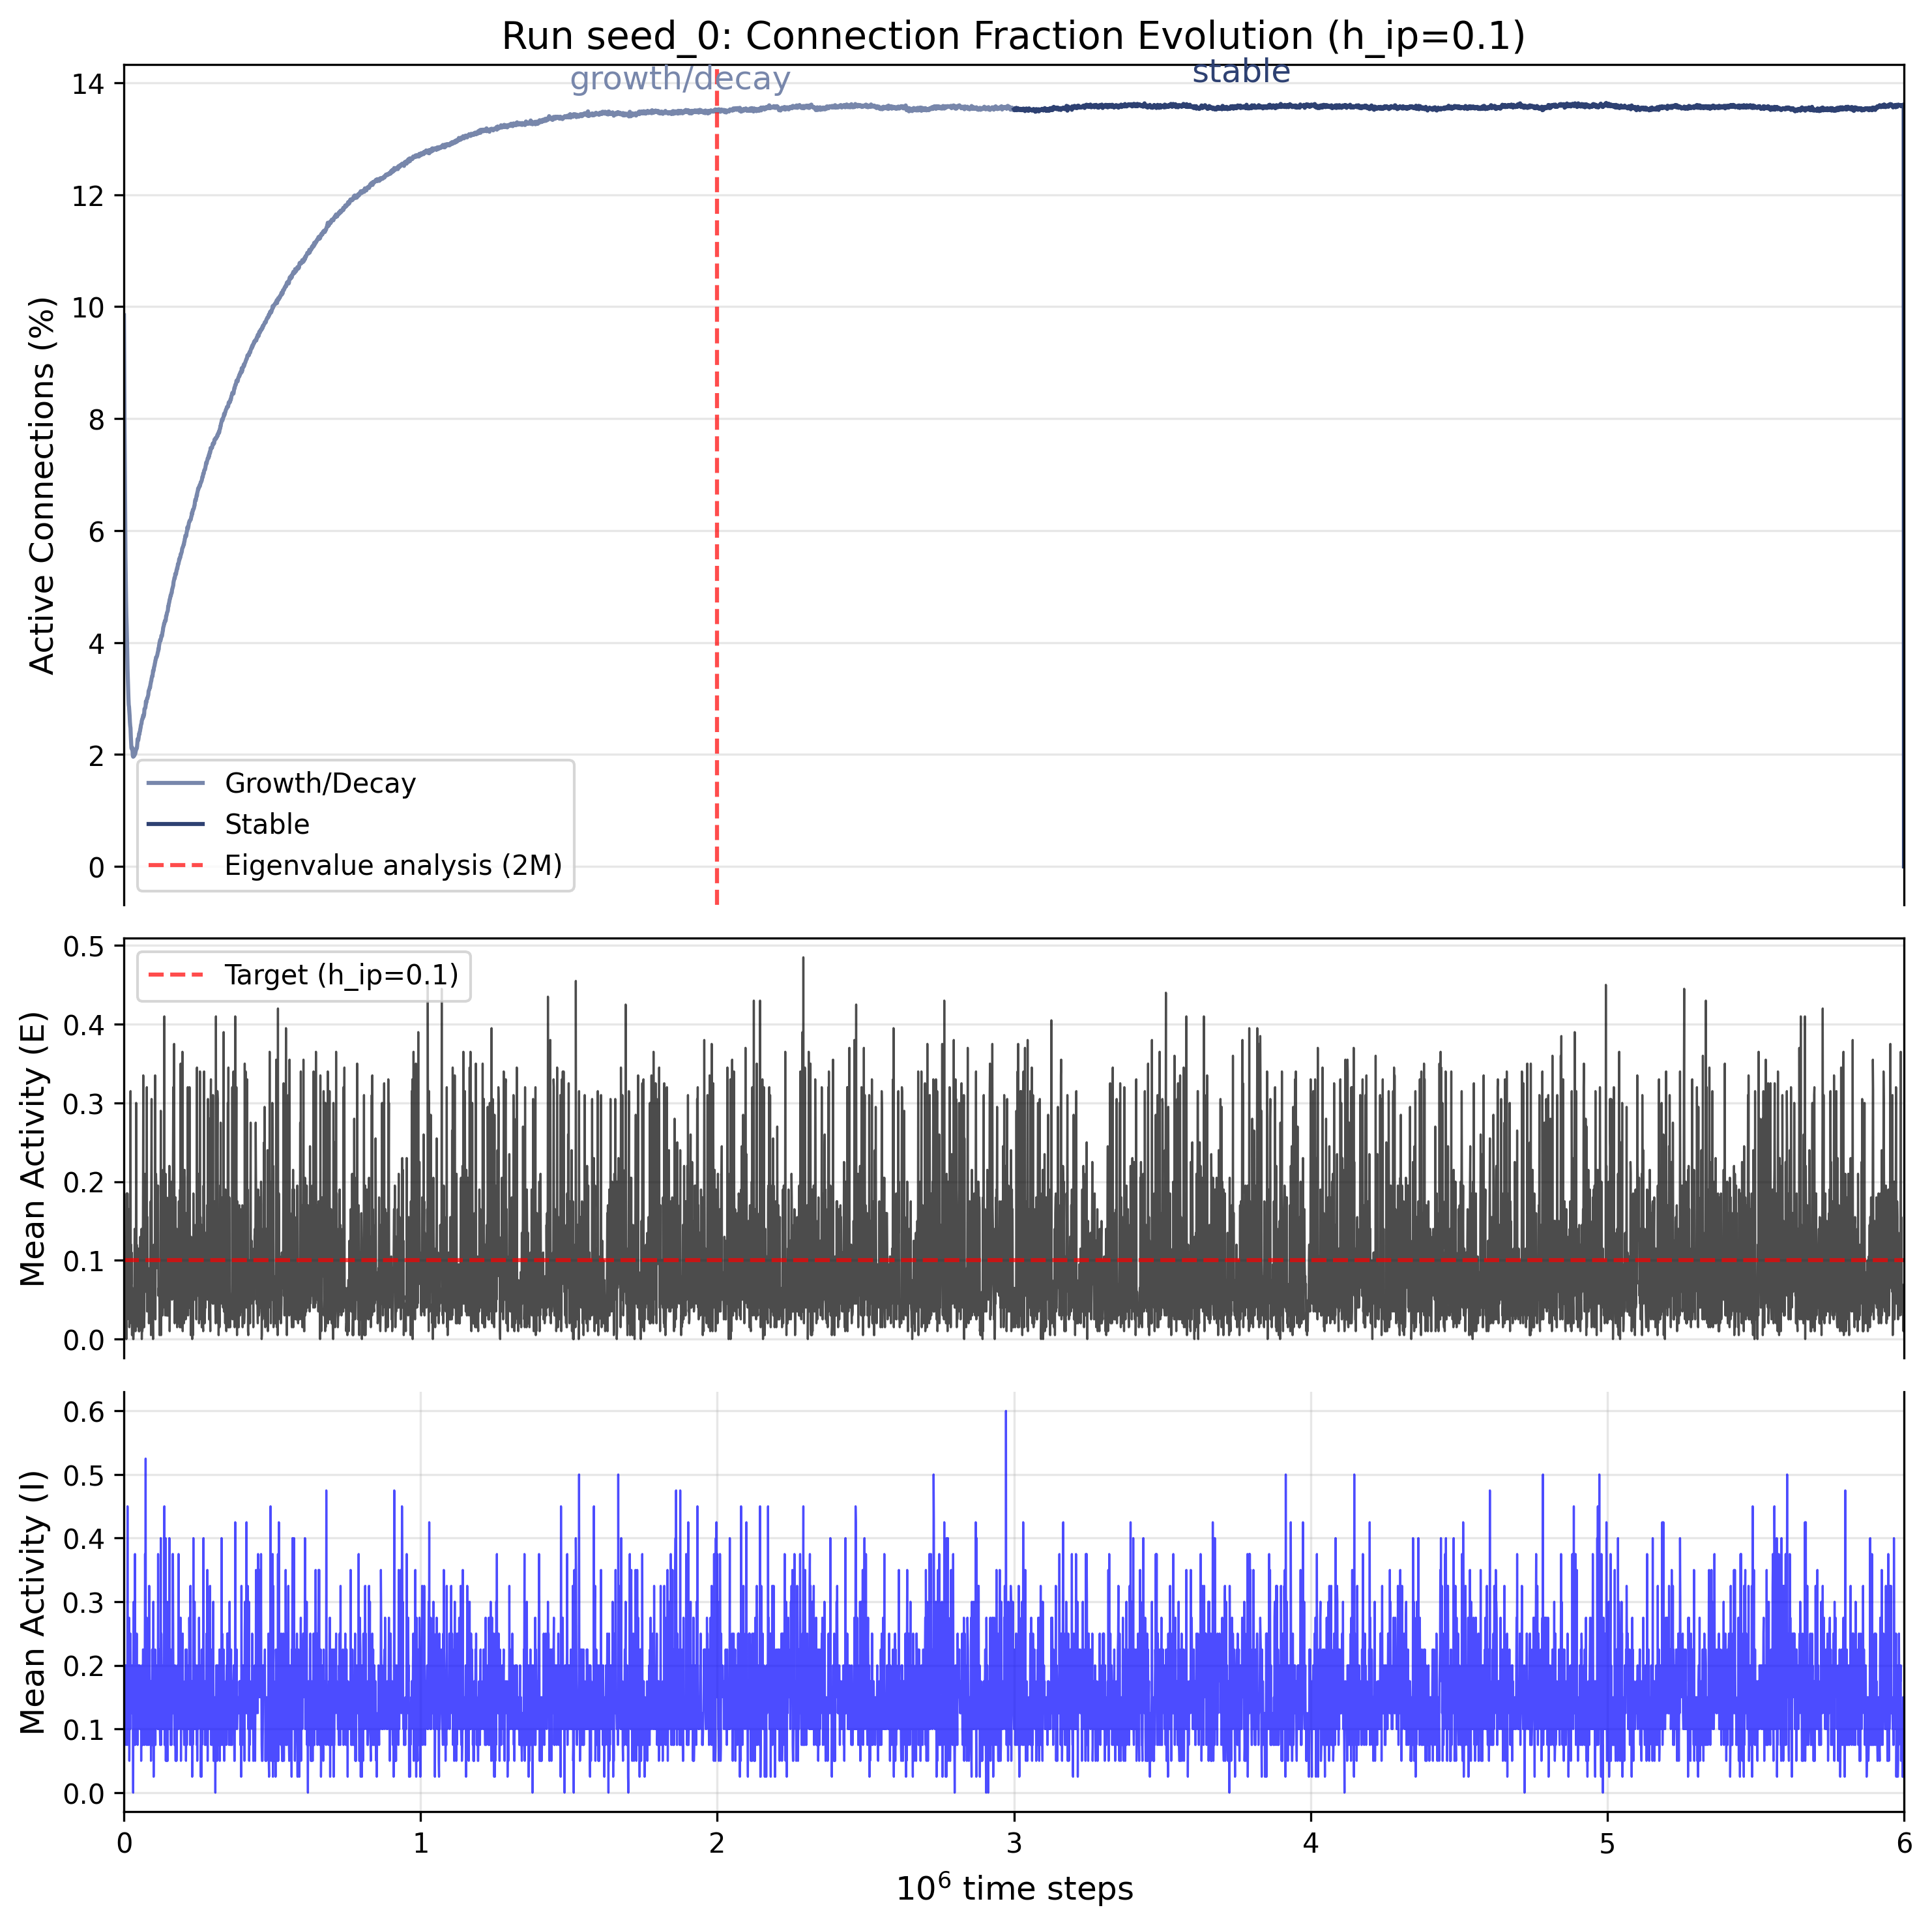 Run seed_0: Connection Fraction Evolution (h_ip=0.1)
growth/decay
stable
14
12
10
8
6
4
2
0
Active Connections (%)
Growth/Decay
Stable
Eigenvalue analysis (2M)
0.5
0.4
0.3
0.2
0.1
0.0
Mean Activity (E)
Target (h_ip=0.1)
0.6
0.5
0.4
0.3
0.2
0.1
0.0
Mean Activity (I)
0 1 2 3 4 5 6
10⁶ time steps